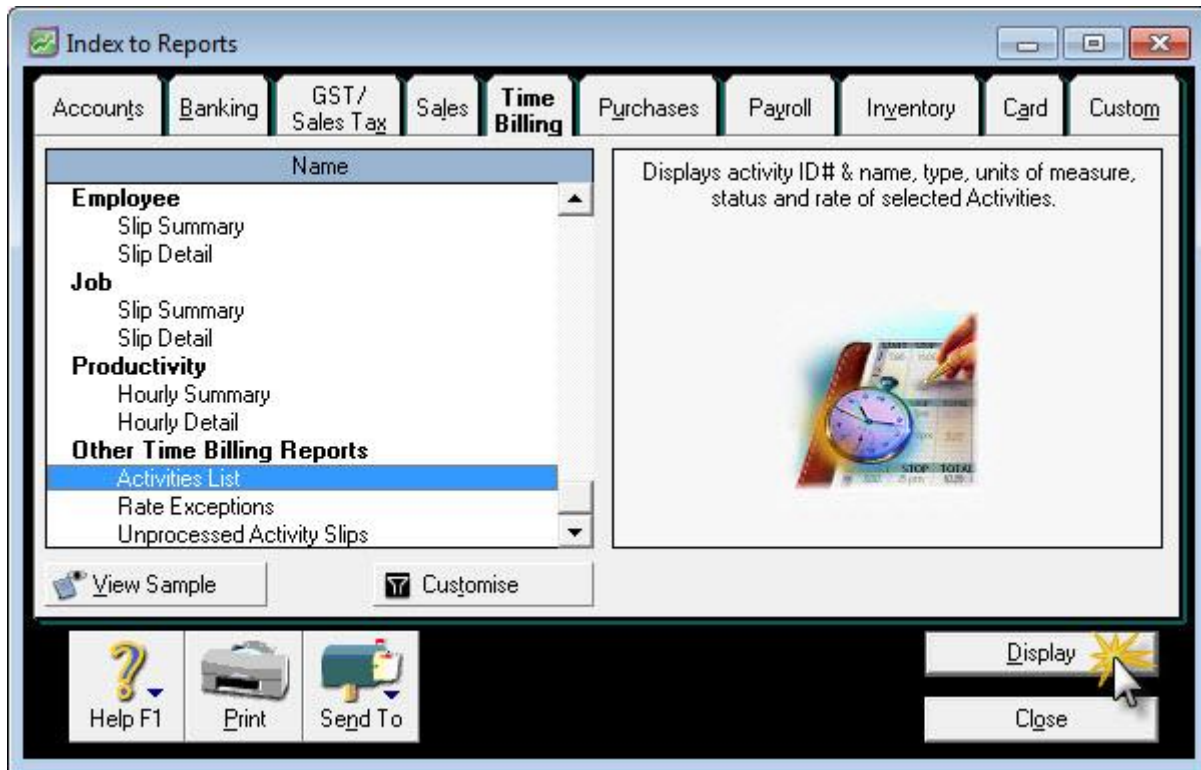 Index to Reports
Accounts
Banking
GST/
Sales Tax
Sales
Time
Billing
Purchases
Payroll
Inventory
Card
Custom
Name
Employee
Slip Summary
Slip Detail
Job
Slip Summary
Slip Detail
Productivity
Hourly Summary
Hourly Detail
Other Time Billing Reports
Activities List
Rate Exceptions
Unprocessed Activity Slips
Displays activity ID# & name, type, units of measure,
status and rate of selected Activities.
STOP TOTAL
View Sample
Customise
Help F1
Print
Send To
Display
Close